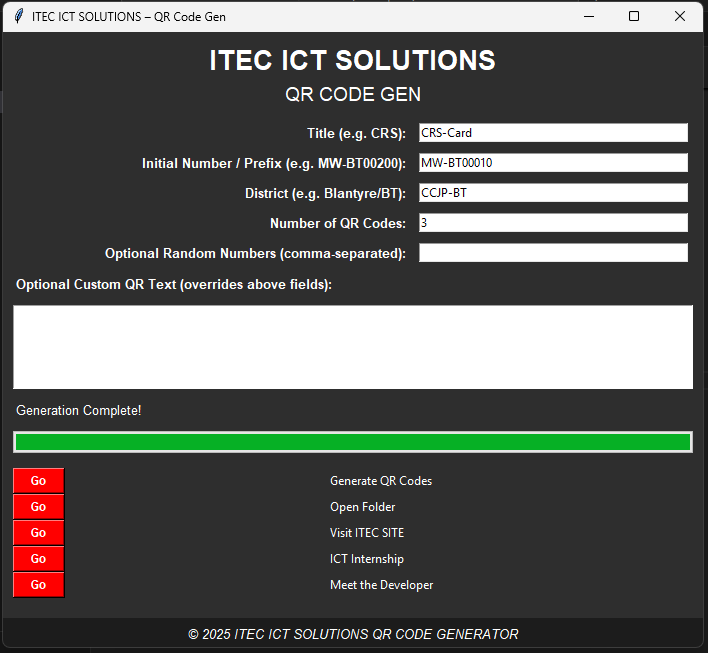 ITEC ICT SOLUTIONS – QR Code Gen
ITEC ICT SOLUTIONS
QR CODE GEN
Title (e.g. CRS): CRS-Card
Initial Number / Prefix (e.g. MW-BT00200): MW-BT00010
District (e.g. Blantyre/BT): CCJP-BT
Number of QR Codes: 3
Optional Random Numbers (comma-separated):
Optional Custom QR Text (overrides above fields):
Generation Complete!
Go Generate QR Codes
Go Open Folder
Go Visit ITEC SITE
Go ICT Internship
Go Meet the Developer
© 2025 ITEC ICT SOLUTIONS QR CODE GENERATOR